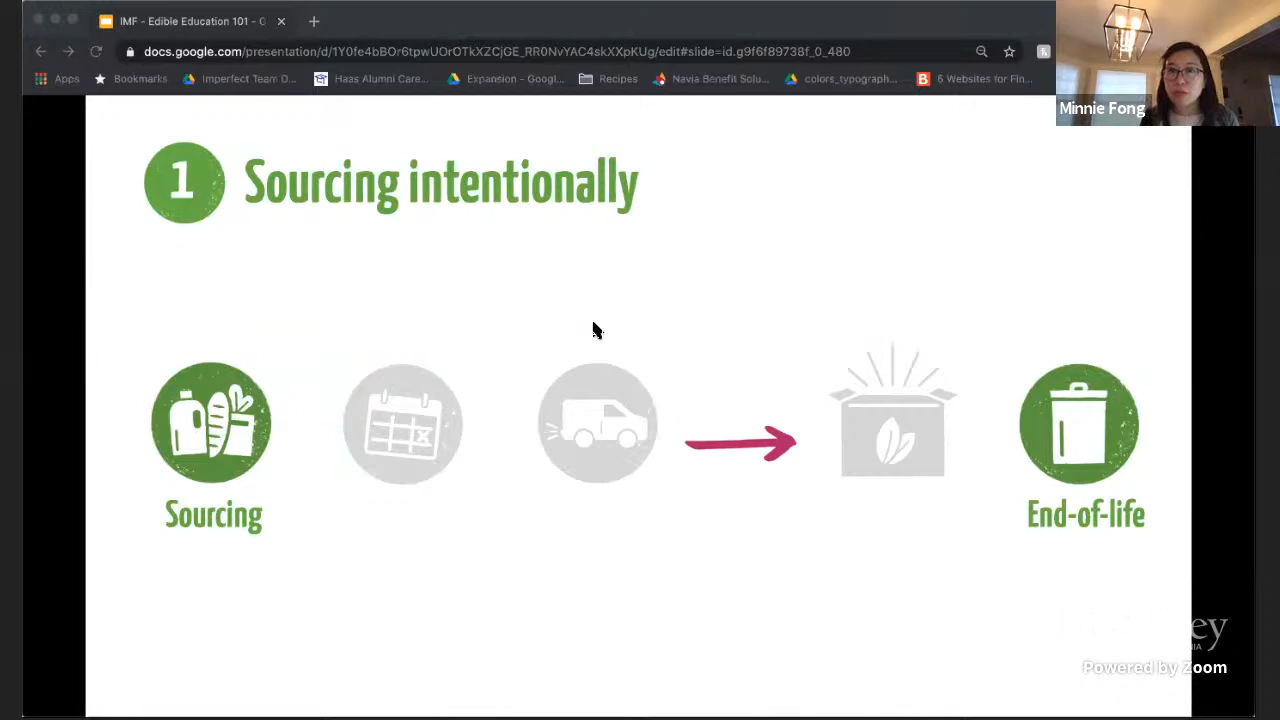 IMF - Edible Education 101 - G
docs.google.com/presentation/d/1Y0fe4bBOr6tpwUOrOTkXZCjGE_RR0NvYAC4skXXpKUg/edit#slide=id.g9f6f89738f_0_480
Apps
Bookmarks
Imperfect Team D...
Haas Alumni Care...
Expansion - Googl...
Recipes
Navia Benefit Solu...
colors_typograph...
6 Websites for Fin...
Minnie Fong
1 Sourcing intentionally
Sourcing
End-of-life
Powered by Zoom